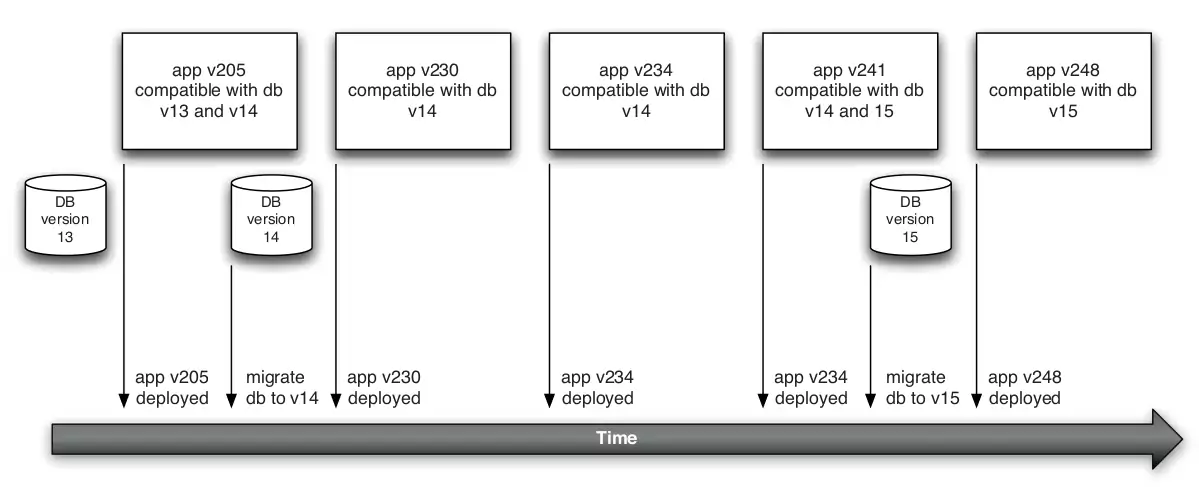 app v205
compatible with db
v13 and v14
app v230
compatible with db
v14
app v234
compatible with db
v14
app v241
compatible with db
v14 and 15
app v248
compatible with db
v15
DB
version
13
DB
version
14
DB
version
15
app v205
deployed
migrate
db to v14
app v230
deployed
app v234
deployed
app v234
deployed
migrate
db to v15
app v248
deployed
Time